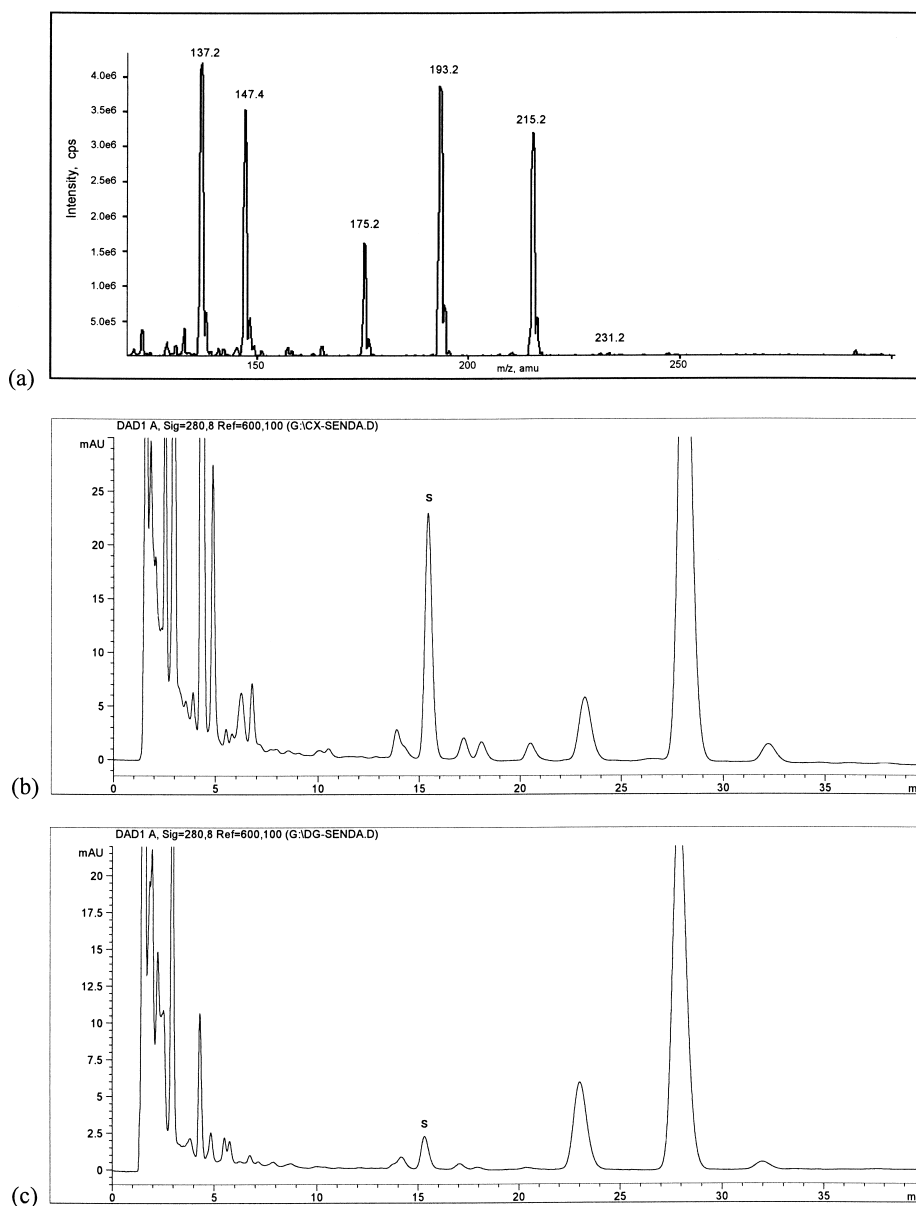 137.2
193.2
4.0e6
147.4
3.5e6
215.2
3.0e6
Intensity, cps
2.5e6
2.0e6
175.2
1.5e6
1.0e6
5.0e5
231.2
150
200
250
m/z, amu
(a)
DAD1 A, Sig=280,8 Ref=600,100 (G:\CX-SENDA.D)
mAU
25
S
20
15
10
5
0
0 5 10 15 20 25 30 35 m
(b)
DAD1 A, Sig=280,8 Ref=600,100 (G:\DG-SENDA.D)
mAU
20
17.5
15
12.5
10
7.5
5
S
2.5
0
0 5 10 15 20 25 30 35 m
(c)